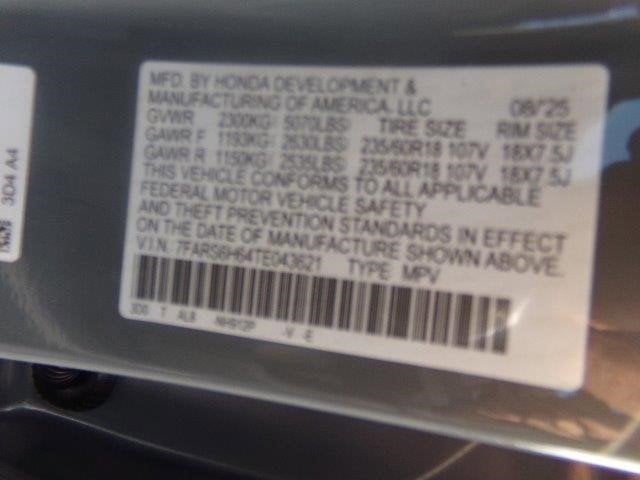 MFD. BY HONDA DEVELOPMENT &
MANUFACTURING OF AMERICA, LLC 08/'25
GVWR 2300KG/ 5070LBS TIRE SIZE RIM SIZE
GAWR F 1193KG/ 2630LBS 235/60R18 107V 18X7.5J
GAWR R 1150KG/ 2535LBS 235/60R18 107V 18X7.5J
THIS VEHICLE CONFORMS TO ALL APPLICABLE
FEDERAL MOTOR VEHICLE SAFETY
AND THEFT PREVENTION STANDARDS IN EFFECT
ON THE DATE OF MANUFACTURE SHOWN ABOVE.
V.I.N. 7FARS6H64TE043621 TYPE MPV
3D0 T AL8 NH912P -V -E
3D4 A4